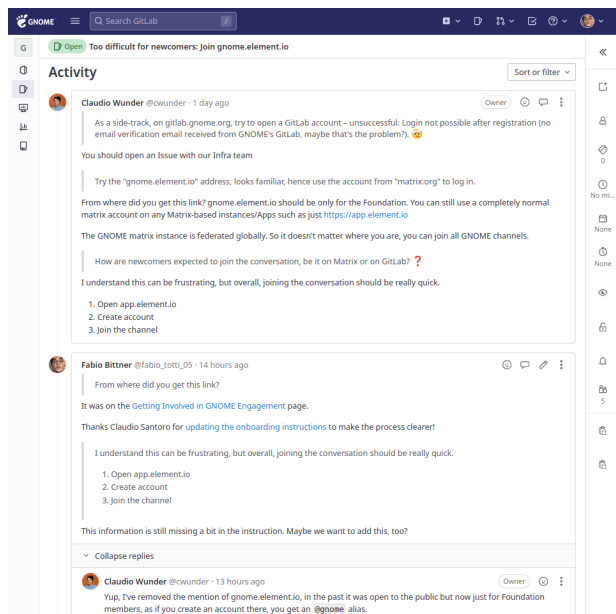 GNOME
Search GitLab
/
G
Open Too difficult for newcomers: Join gnome.element.io
Activity
Sort or filter
Claudio Wunder @cwunder · 1 day ago
Owner
As a side-track, on gitlab.gnome.org, try to open a GitLab account – unsuccessful: Login not possible after registration (no
email verification email received from GNOME's GitLab, maybe that's the problem?). 🤕
You should open an Issue with our Infra team
Try the "gnome.element.io" address, looks familiar, hence use the account from "matrix.org" to log in.
From where did you get this link? gnome.element.io should be only for the Foundation. You can still use a completely normal
matrix account on any Matrix-based instances/Apps such as just https://app.element.io
The GNOME matrix instance is federated globally. So it doesn't matter where you are, you can join all GNOME channels.
How are newcomers expected to join the conversation, be it on Matrix or on GitLab? ❓
I understand this can be frustrating, but overall, joining the conversation should be really quick.
1. Open app.element.io
2. Create account
3. Join the channel
Fabio Bittner @fabio_totti_05 · 14 hours ago
From where did you get this link?
It was on the Getting Involved in GNOME Engagement page.
Thanks Claudio Santoro for updating the onboarding instructions to make the process clearer!
I understand this can be frustrating, but overall, joining the conversation should be really quick.
1. Open app.element.io
2. Create account
3. Join the channel
This information is still missing a bit in the instruction. Maybe we want to add this, too?
Collapse replies
Claudio Wunder @cwunder · 13 hours ago
Owner
Yup, I've removed the mention of gnome.element.io, in the past it was open to the public but now just for Foundation
members, as if you create an account there, you get an @gnome alias.
0
No mi...
None
None
5